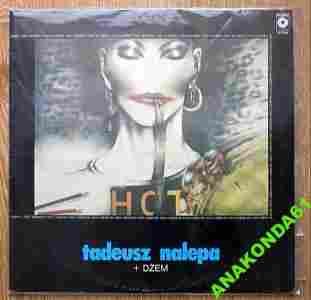 HOT
tadeusz nalepa
+ DŻEM
ANAKONDA61